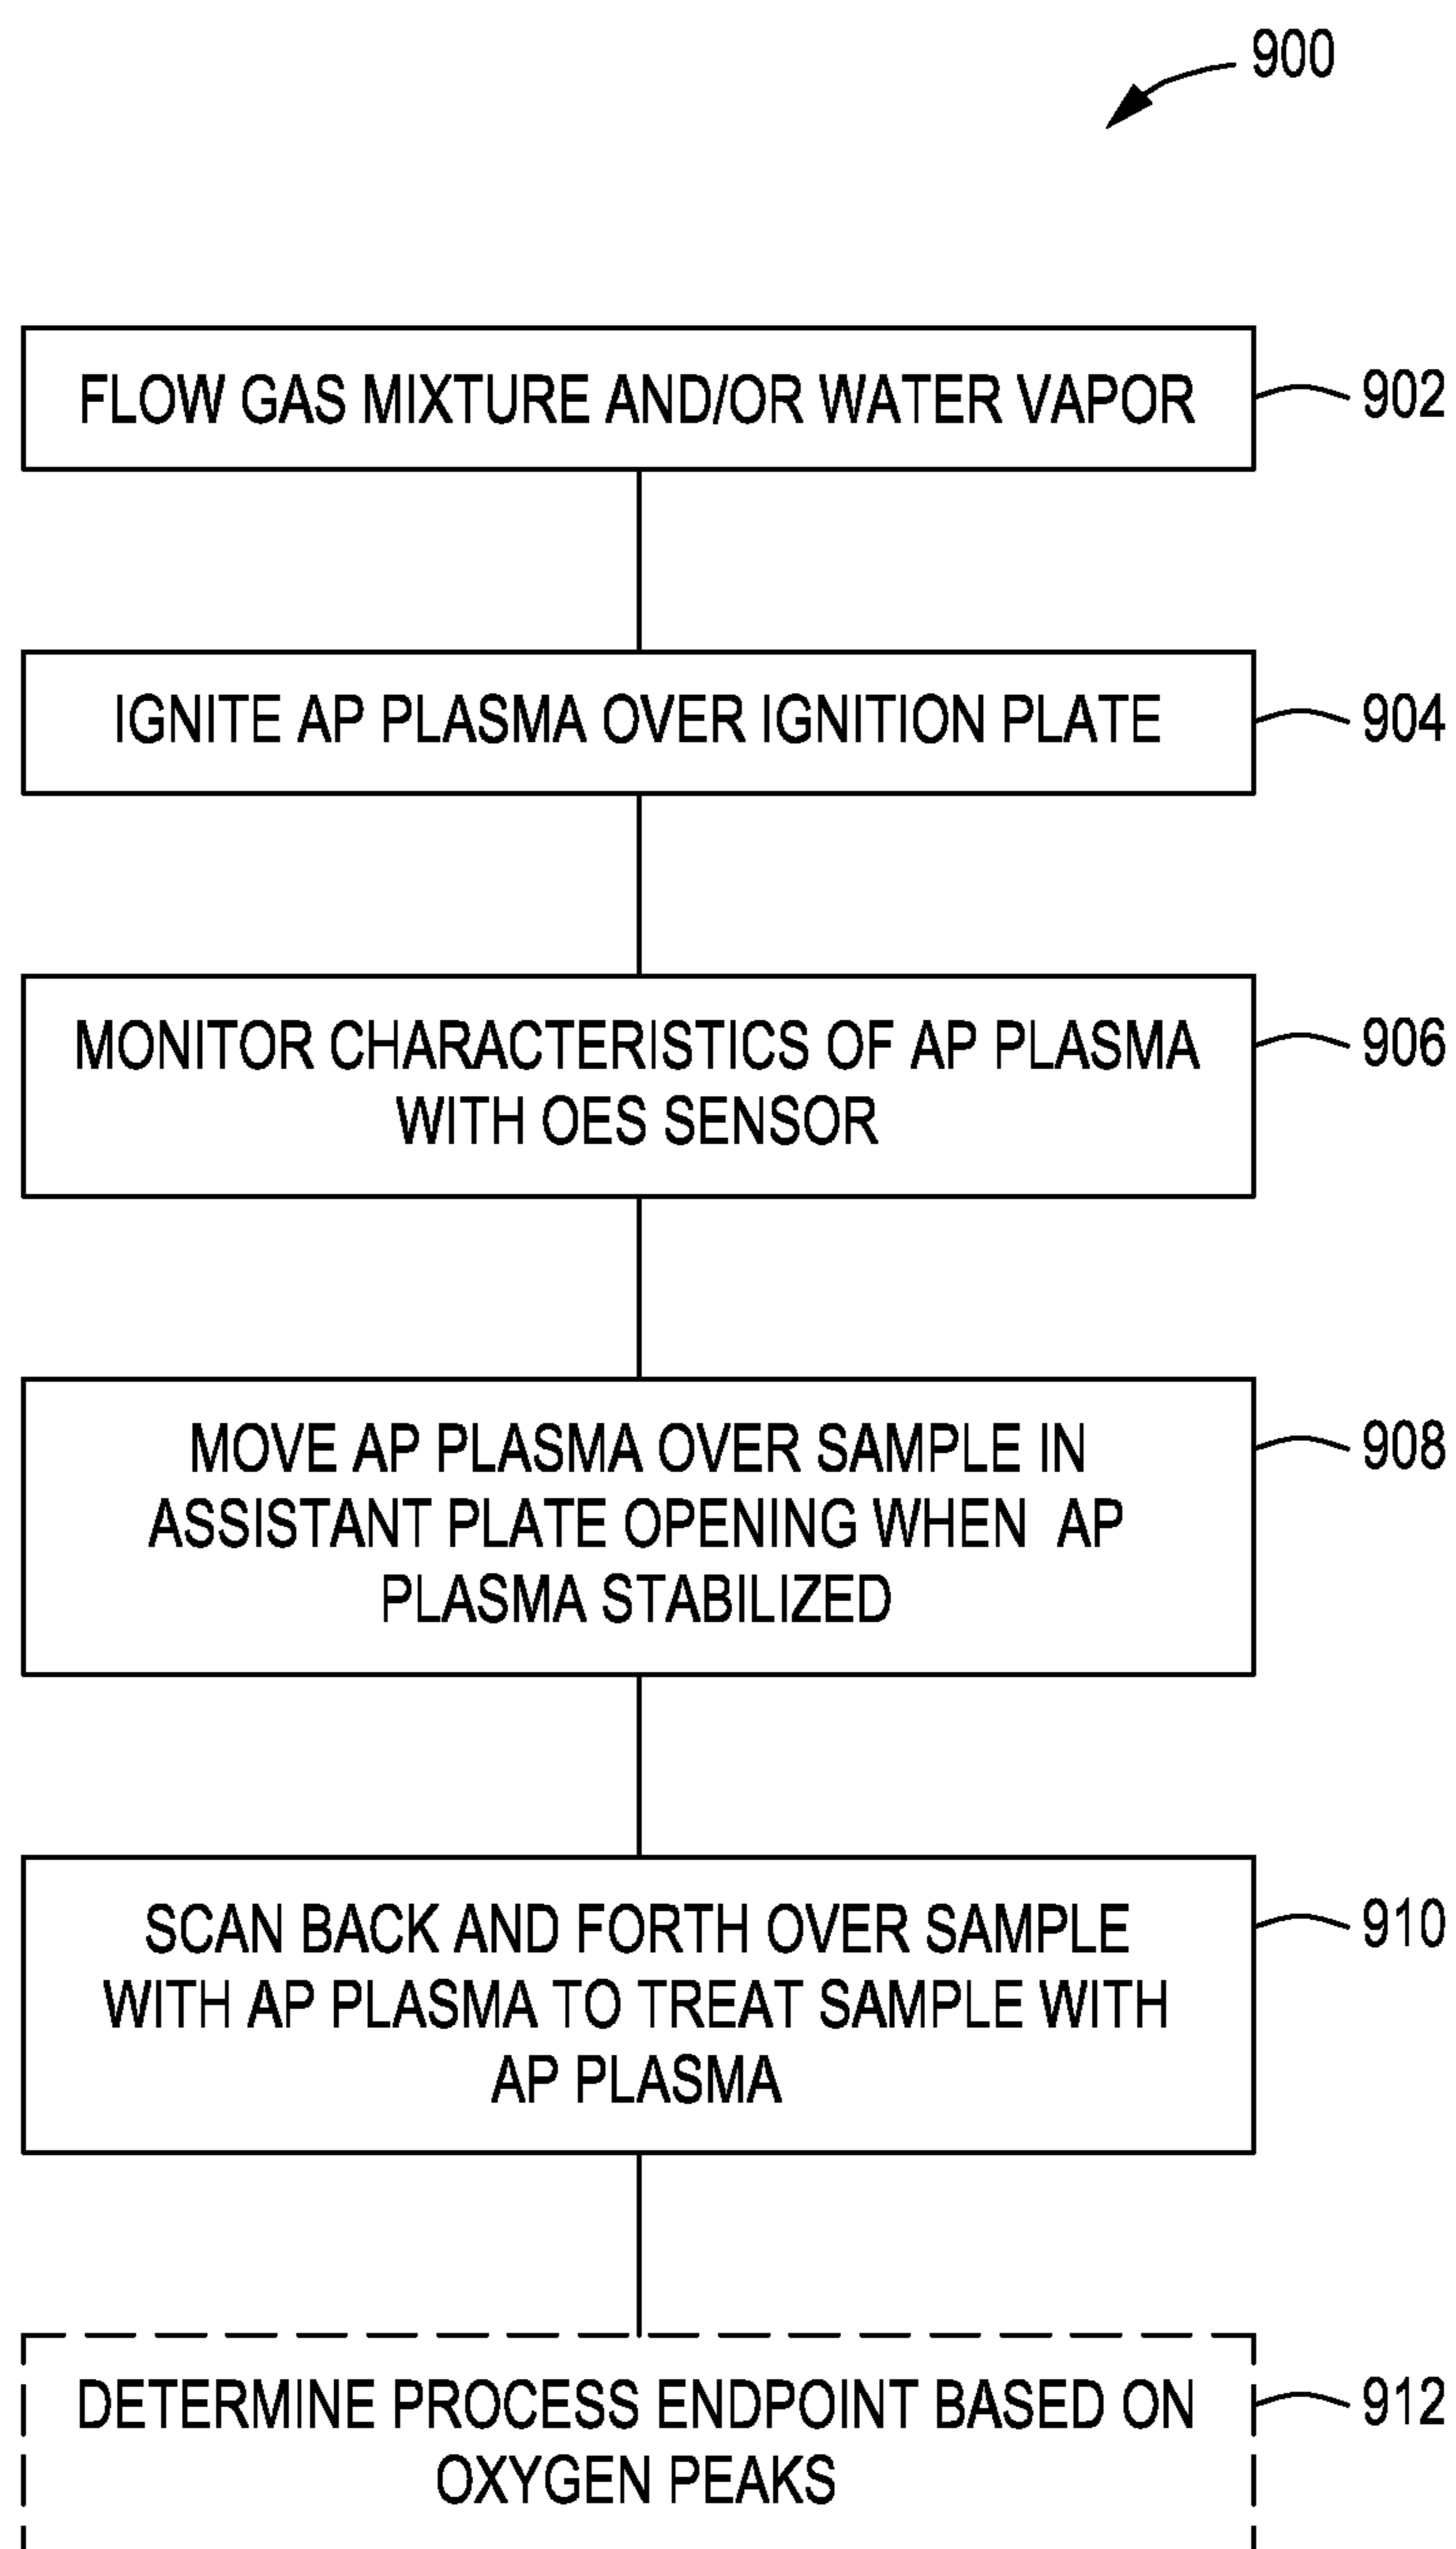 900
FLOW GAS MIXTURE AND/OR WATER VAPOR
902
IGNITE AP PLASMA OVER IGNITION PLATE
904
MONITOR CHARACTERISTICS OF AP PLASMA
WITH OES SENSOR
906
MOVE AP PLASMA OVER SAMPLE IN
ASSISTANT PLATE OPENING WHEN AP
PLASMA STABILIZED
908
SCAN BACK AND FORTH OVER SAMPLE
WITH AP PLASMA TO TREAT SAMPLE WITH
AP PLASMA
910
DETERMINE PROCESS ENDPOINT BASED ON
OXYGEN PEAKS
912